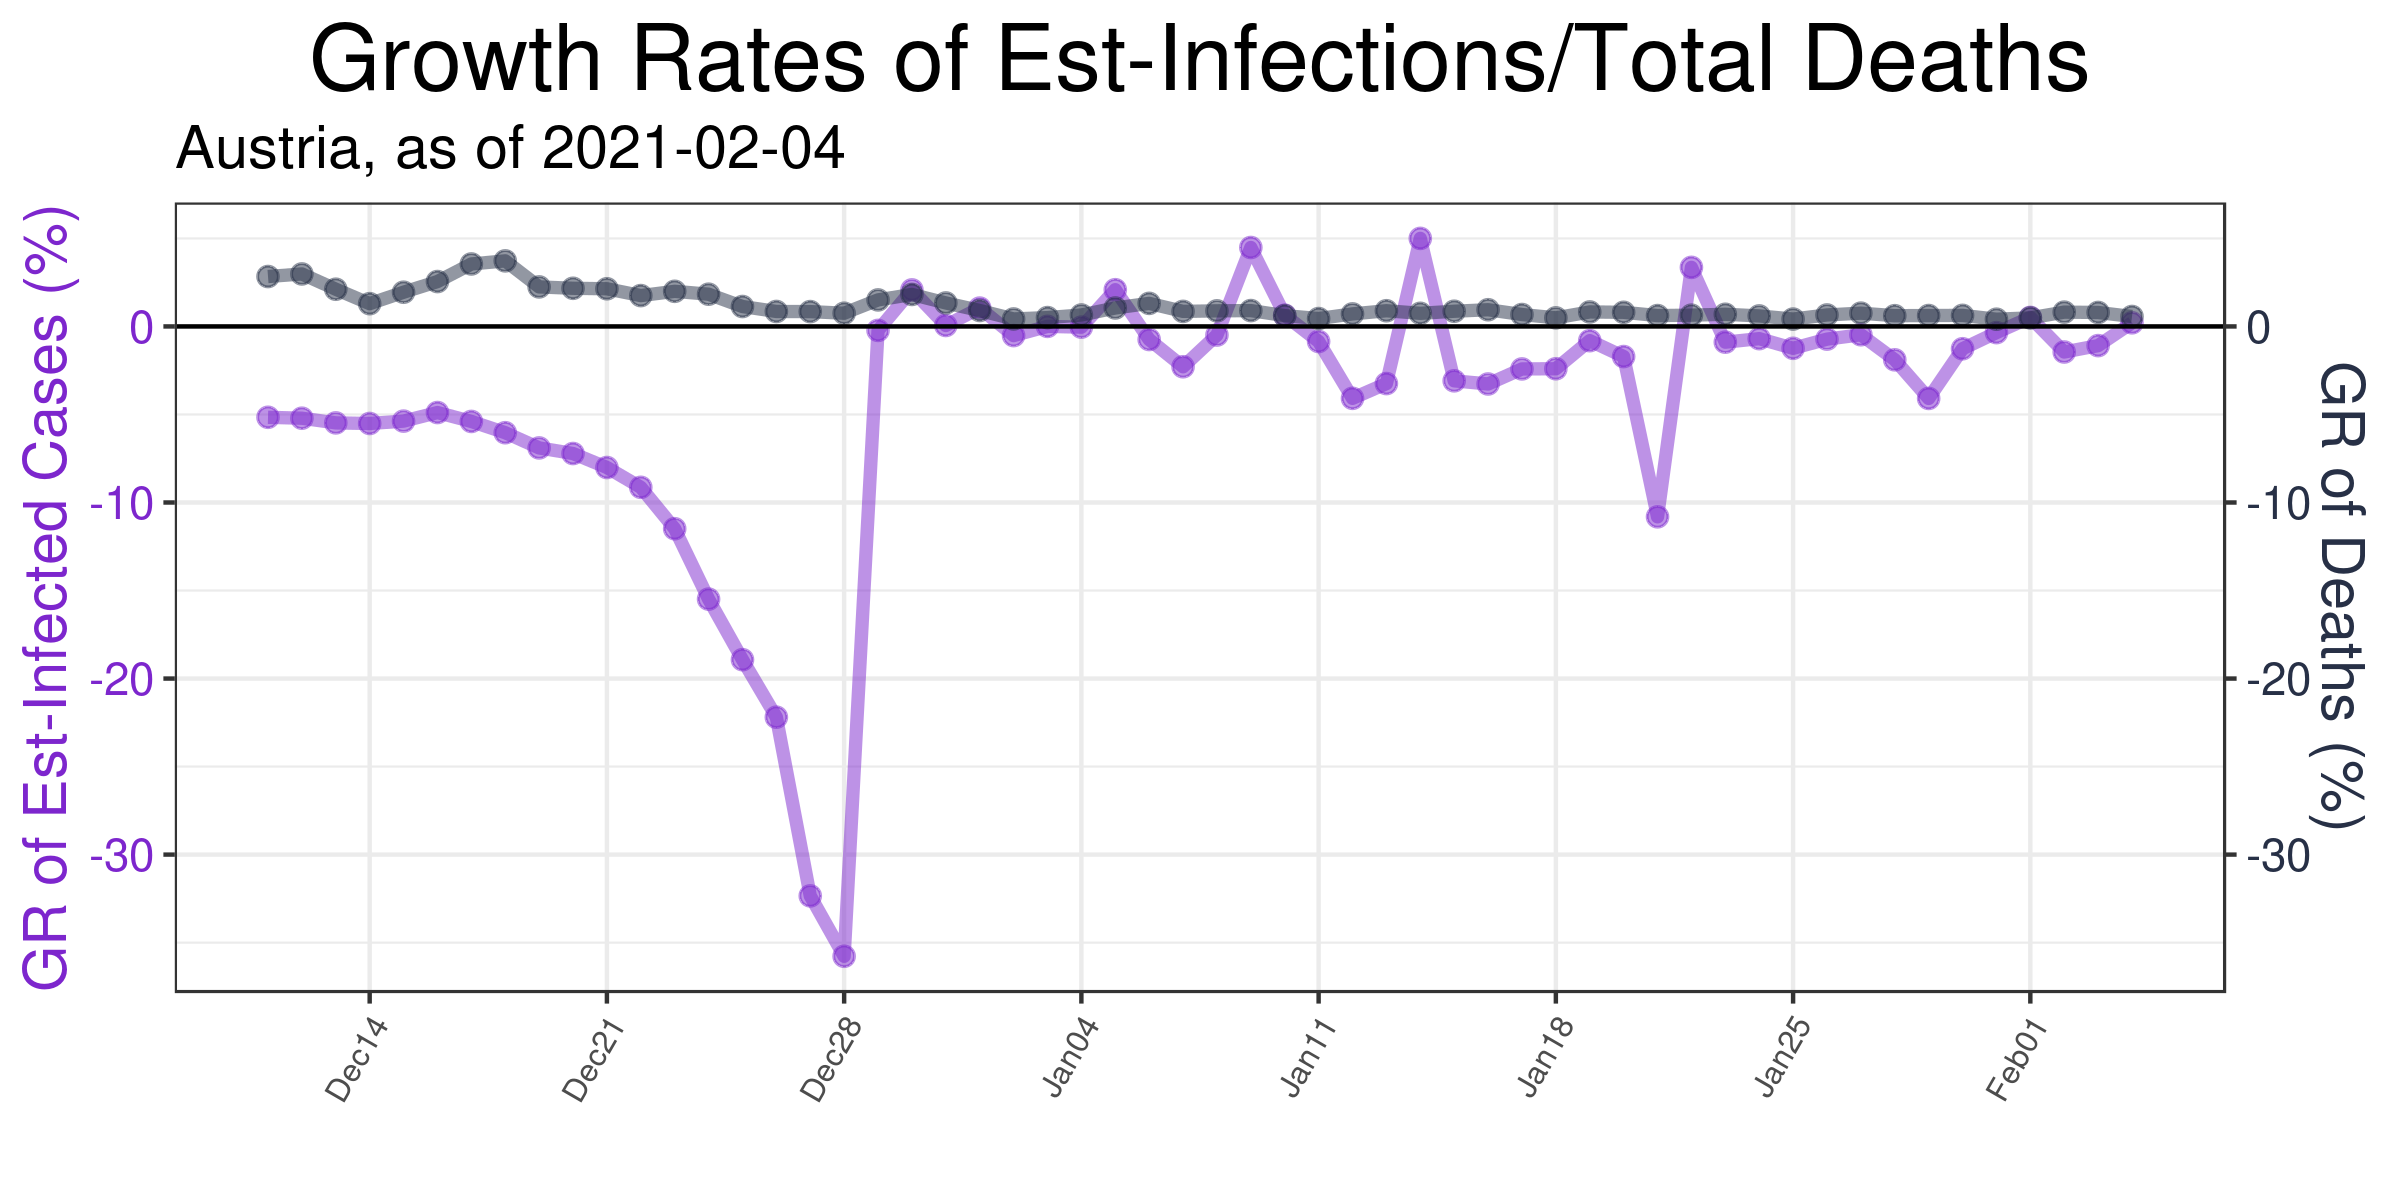 Growth Rates of Est-Infections/Total Deaths
Austria, as of 2021-02-04
GR of Est-Infected Cases (%)
0
-10
-20
-30
0
-10
-20
-30
GR of Deaths (%)
Dec14
Dec21
Dec28
Jan04
Jan11
Jan18
Jan25
Feb01